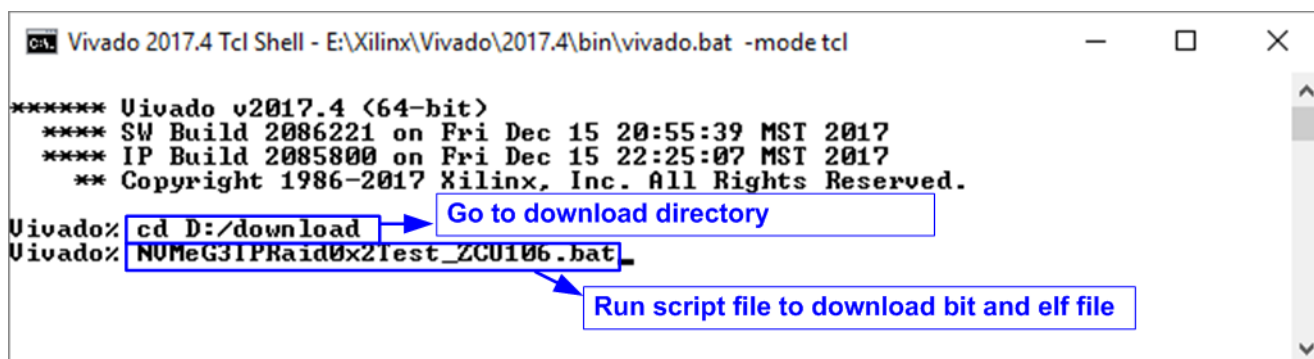 Vivado 2017.4 Tcl Shell - E:\Xilinx\Vivado\2017.4\bin\vivado.bat -mode tcl
****** Vivado v2017.4 (64-bit)
**** SW Build 2086221 on Fri Dec 15 20:55:39 MST 2017
**** IP Build 2085800 on Fri Dec 15 22:25:07 MST 2017
** Copyright 1986-2017 Xilinx, Inc. All Rights Reserved.
Go to download directory
Vivado% cd D:/download
Vivado% NVMeG3IPRaid0x2Test_ZCU106.bat_
Run script file to download bit and elf file